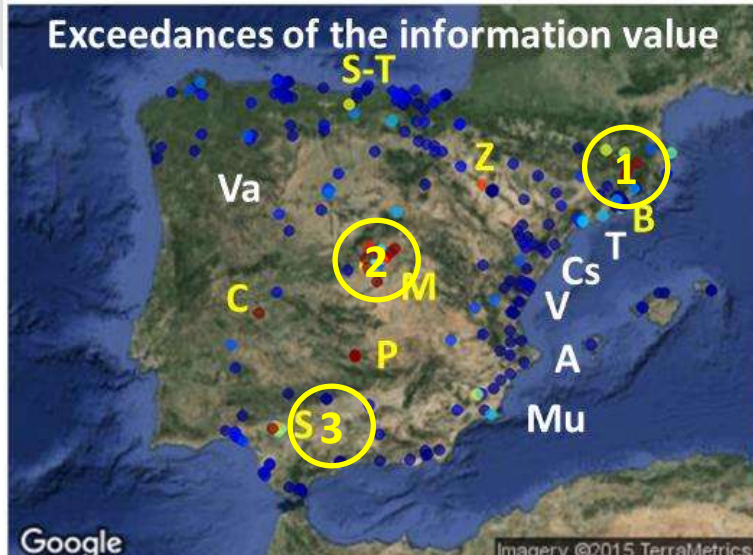 Exceedances of the information value
S-T
Z
1
Va
B
T
2
Cs
M
C
V
P
A
S
3
Mu
Google
Imagery ©2015 TerraMetrics